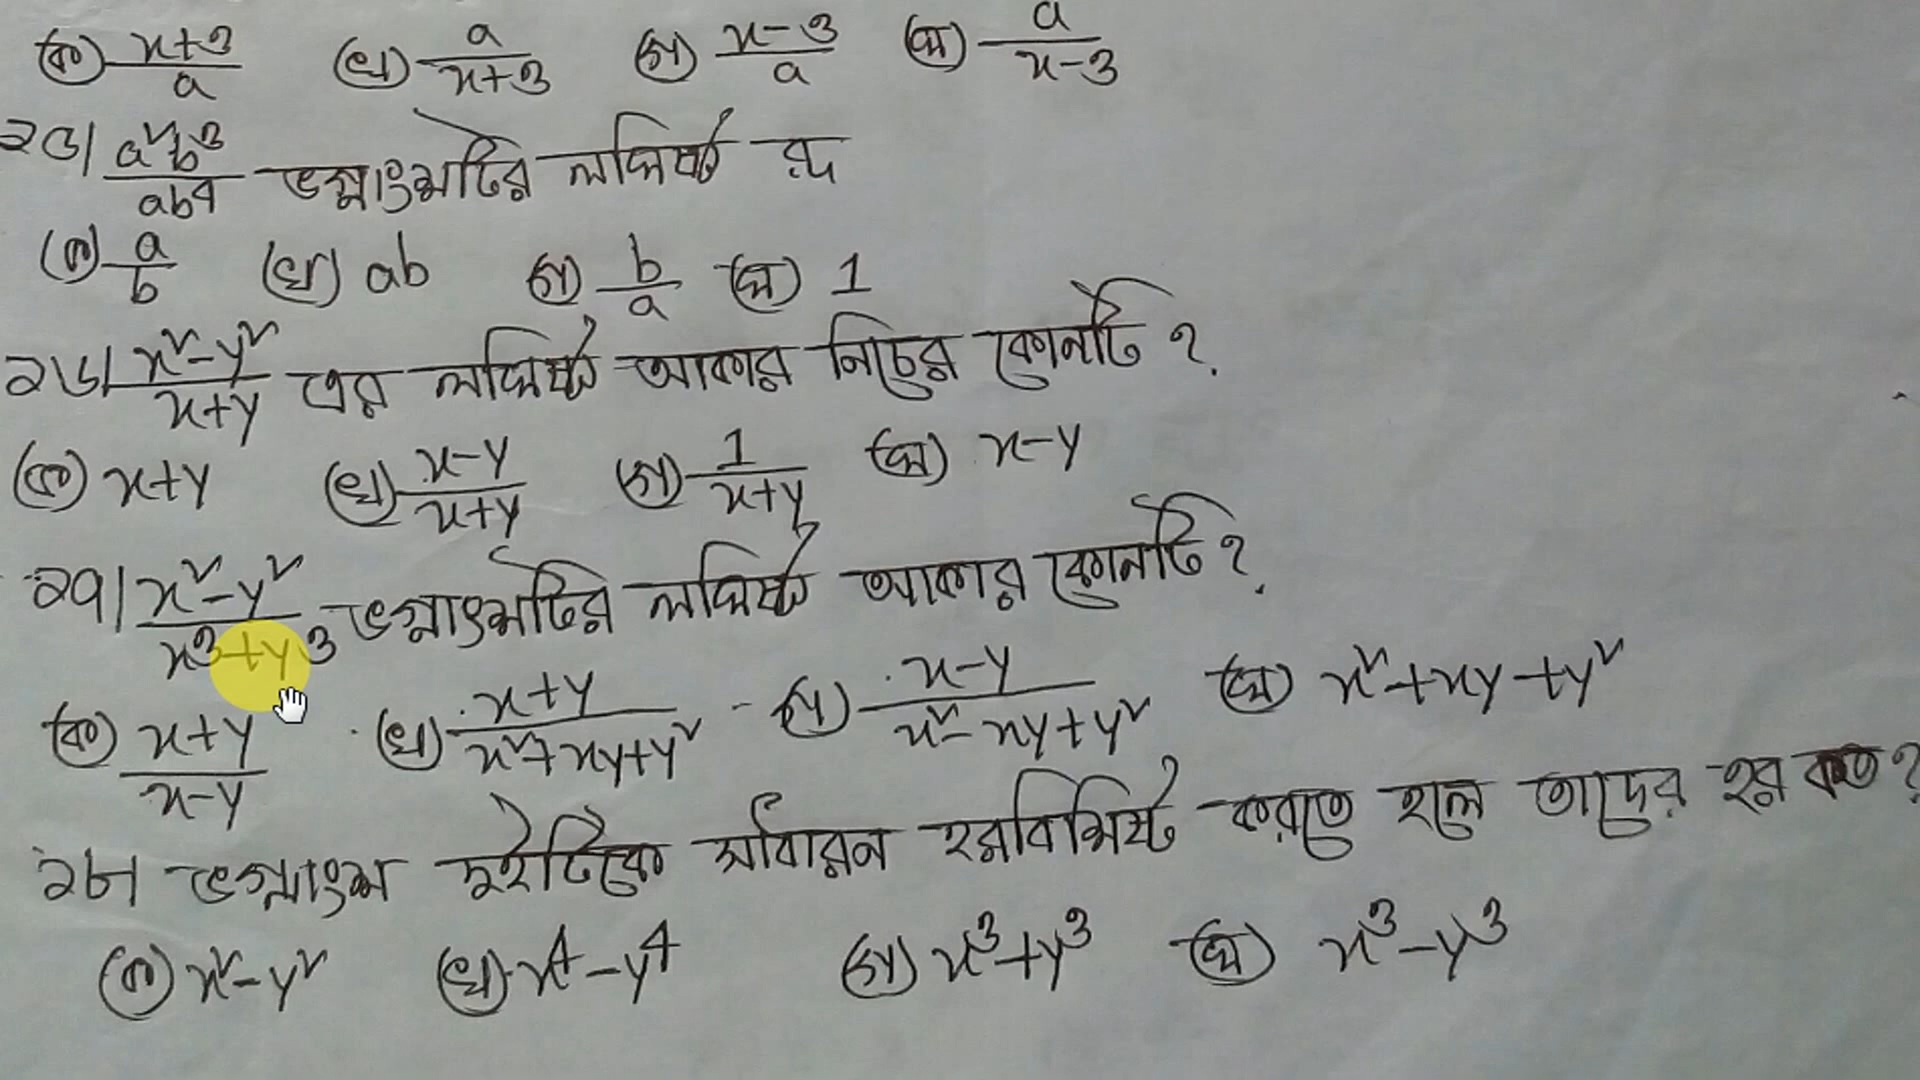 (ক) x+3/a (খ) a/x+3 (গ) x-3/a (ঘ) a/x-3
২৫। a²b³/ab⁴ ভগ্নাংশটির লঘিষ্ট রূপ
(ক) a/b (খ) ab (গ) b/a (ঘ) 1
২৬। x²-y²/x+y এর লঘিষ্ট আকার নিচের কোনটি?
(ক) x+y (খ) x-y/x+y (গ) 1/x+y (ঘ) x-y
২৭। x²-y²/x³+y³ ভগ্নাংশটির লঘিষ্ট আকার কোনটি?
(ক) x+y/x-y (খ) x+y/x²+xy+y² (গ) x-y/x²-xy+y² (ঘ) x²+xy+y²
২৮। ভগ্নাংশ দুইটিকে সাধারন হরবিশিষ্ট করতে হলে তাদের হর কত?
(ক) x²-y² (খ) x⁴-y⁴ (গ) x³+y³ (ঘ) x³-y³